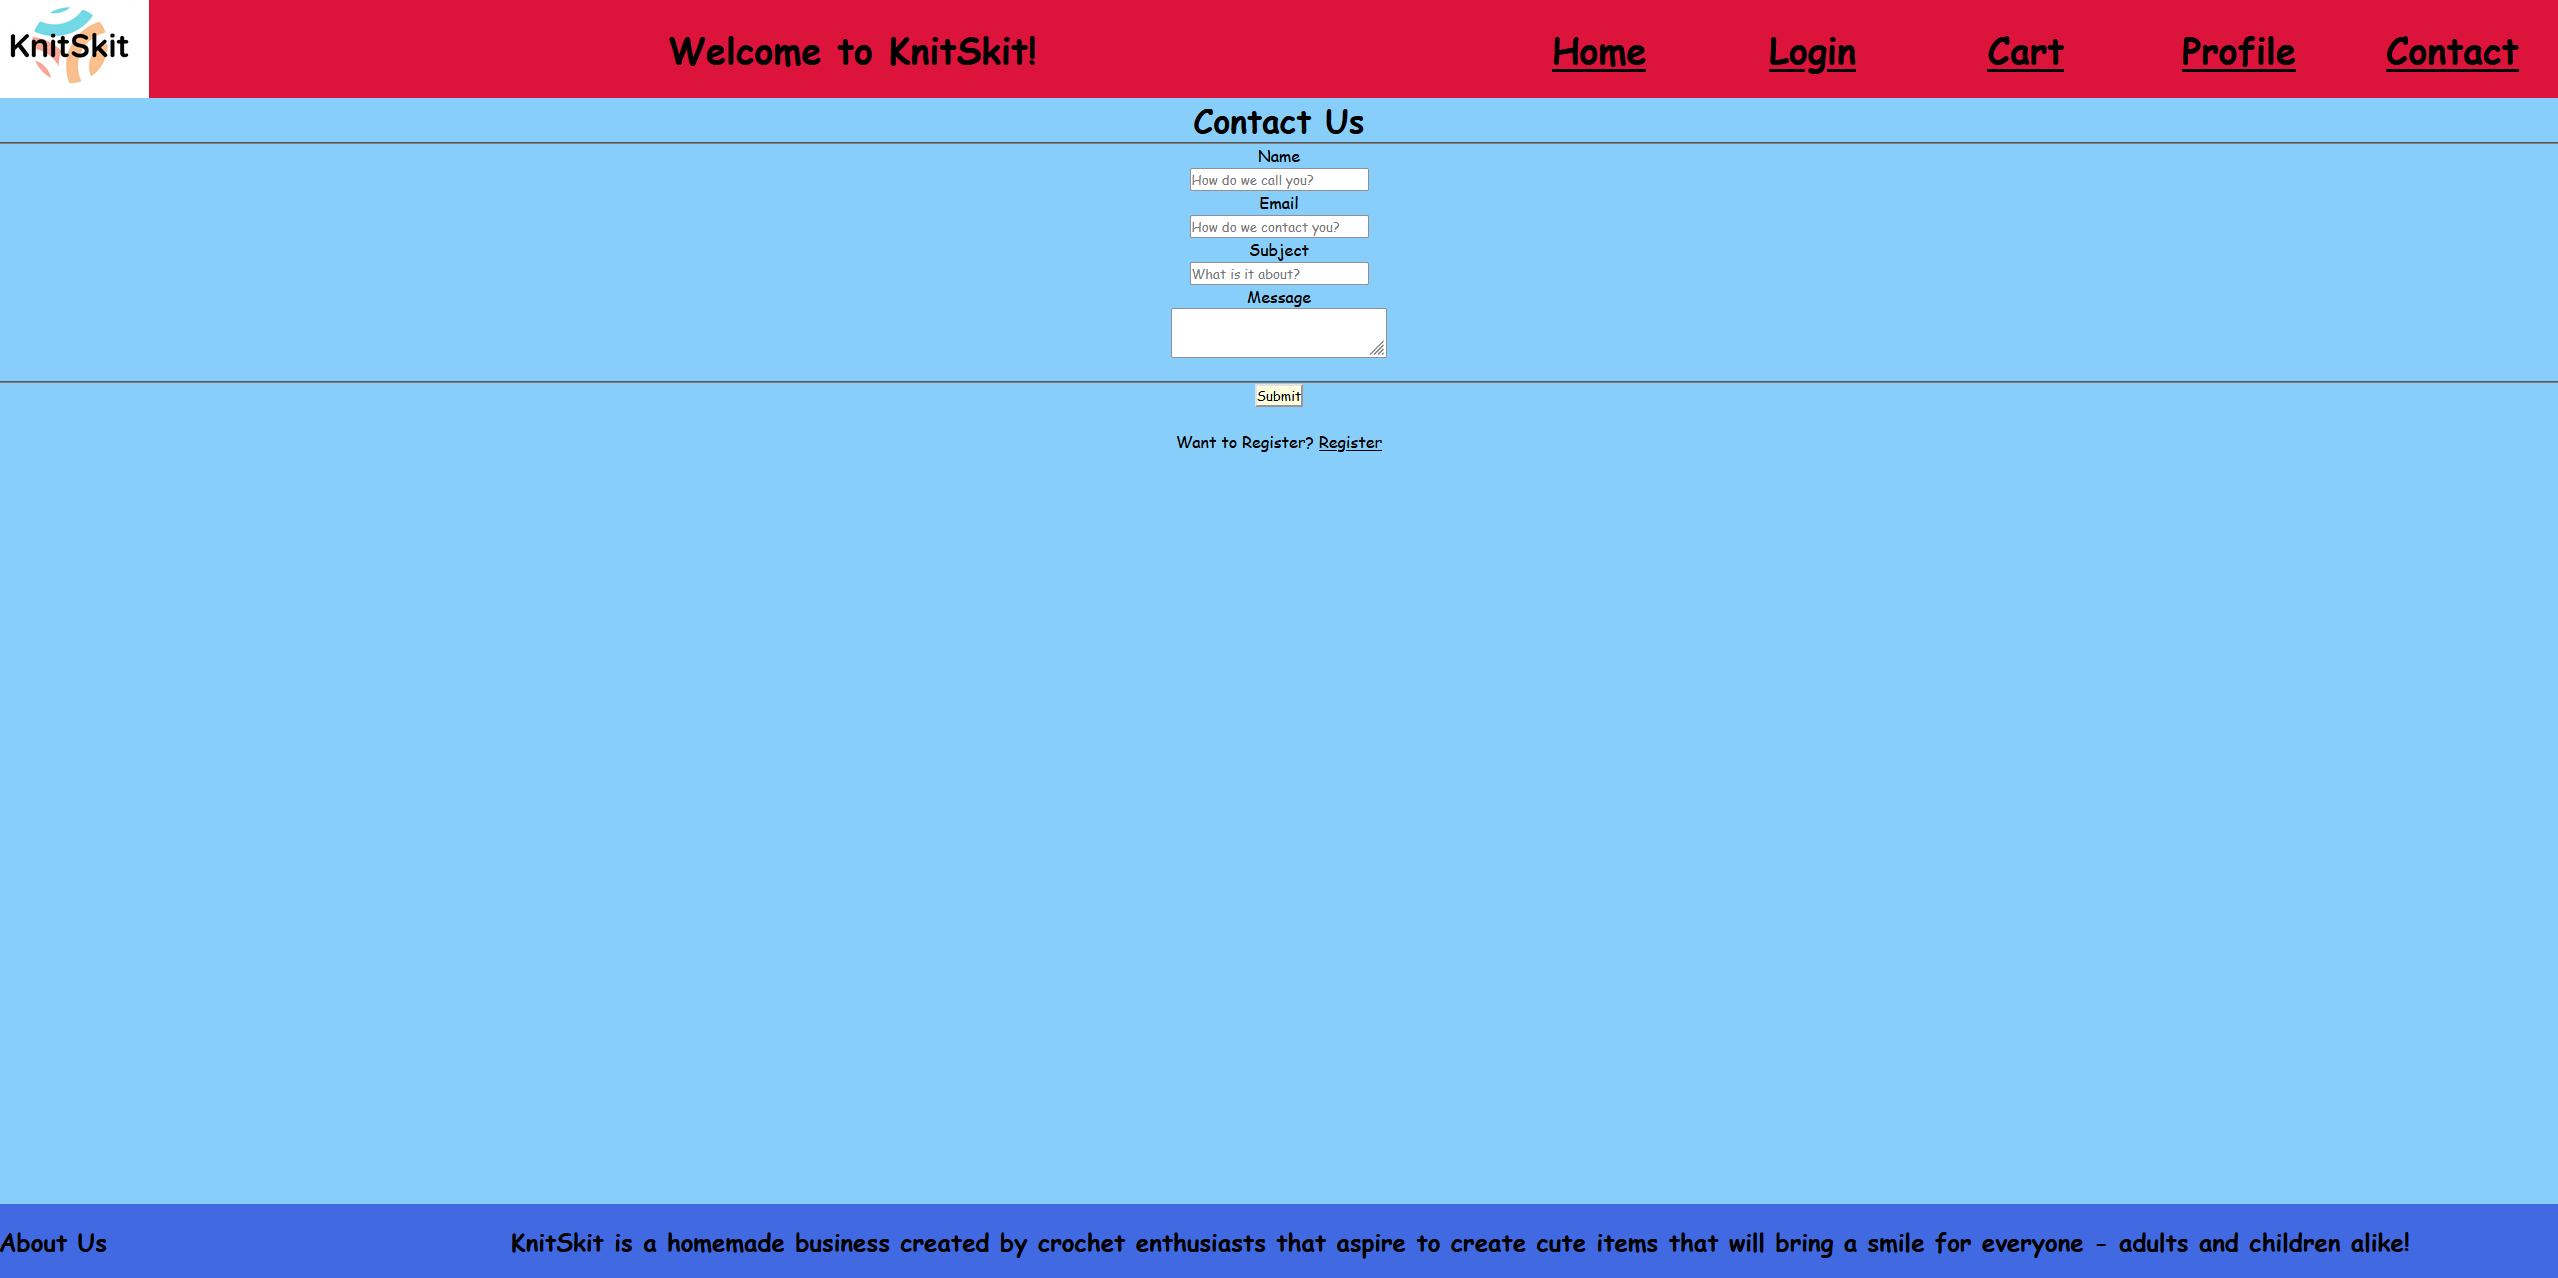 KnitSkit
Welcome to KnitSkit!
Home
Login
Cart
Profile
Contact
Contact Us
Name
How do we call you?
Email
How do we contact you?
Subject
What is it about?
Message
Submit
Want to Register? Register
About Us
KnitSkit is a homemade business created by crochet enthusiasts that aspire to create cute items that will bring a smile for everyone - adults and children alike!